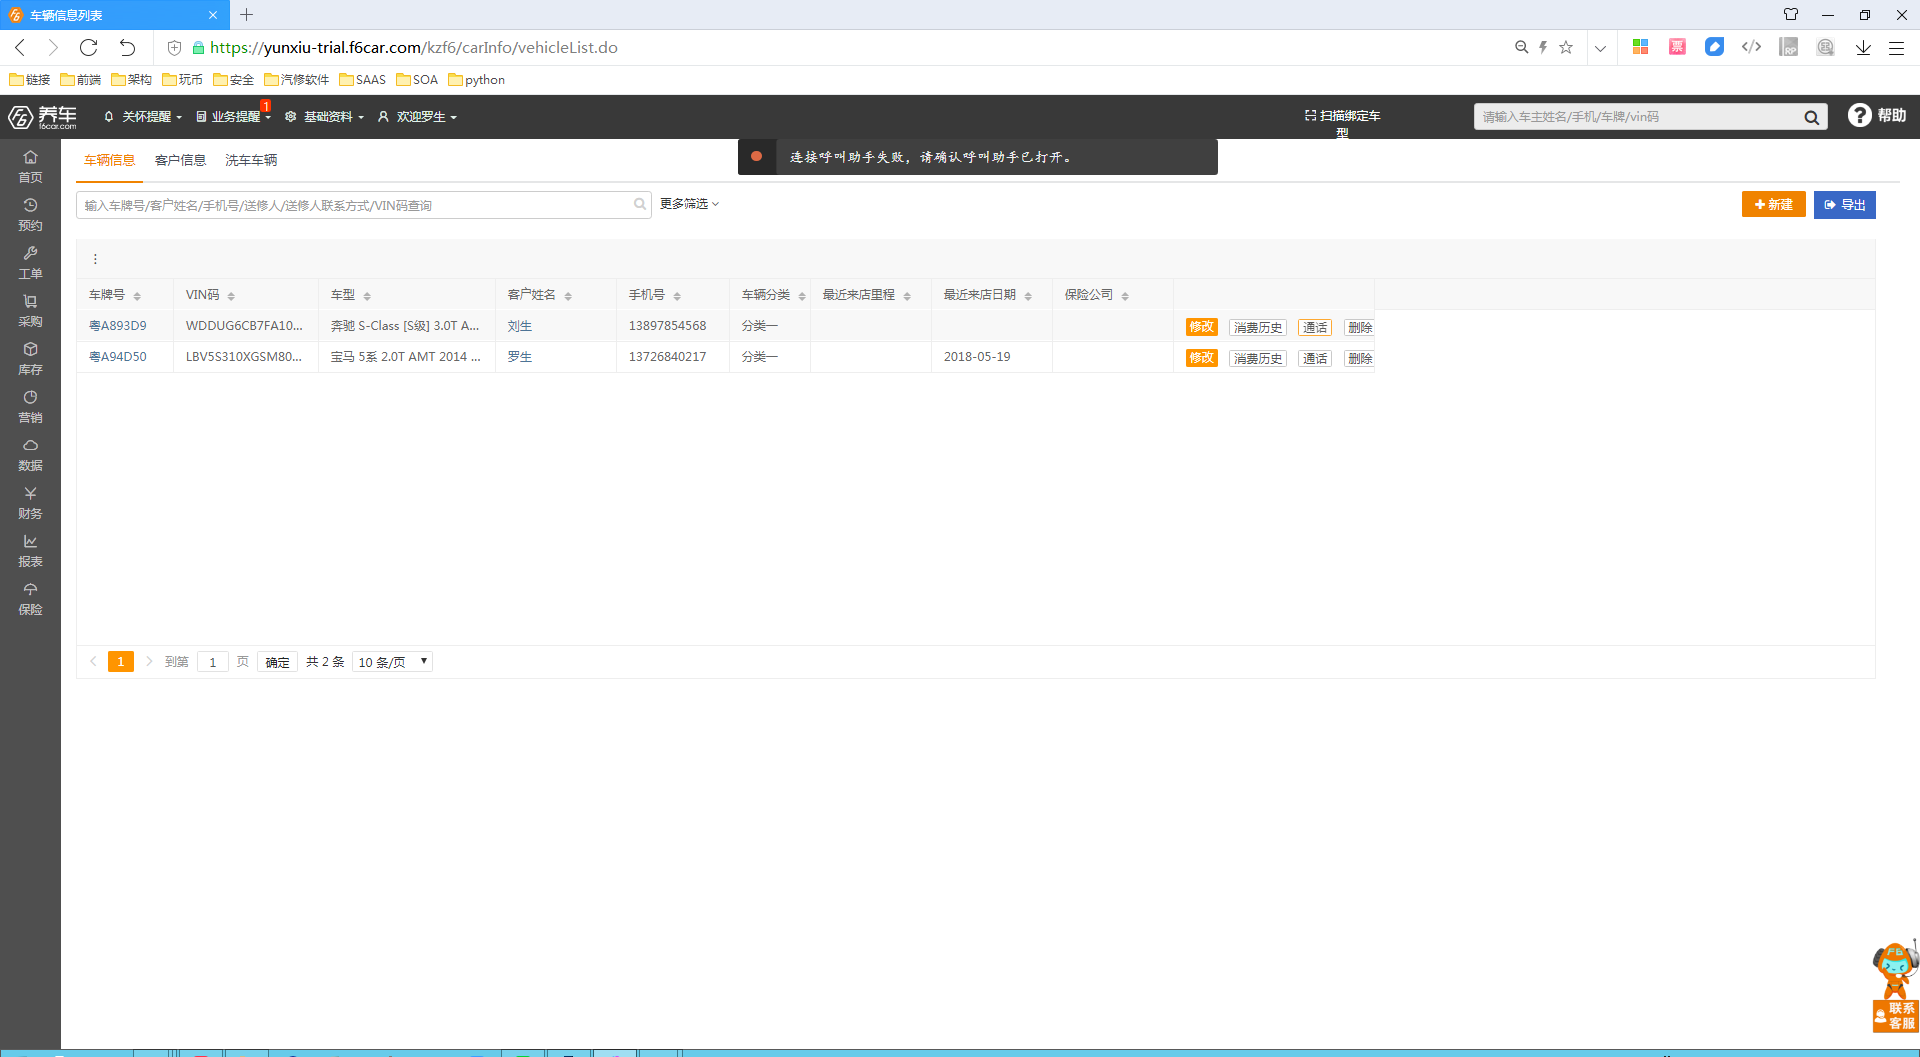 车辆信息列表
https://yunxiu-trial.f6car.com/kzf6/carInfo/vehicleList.do
票
RP
链接 前端 架构 玩币 安全 汽修软件 SAAS SOA python
F6 养车 f6car.com
关怀提醒 业务提醒 1 基础资料 欢迎罗生
扫描绑定车型
请输入车主姓名/手机/车牌/vin码
帮助
首页
预约
工单
采购
库存
营销
数据
财务
报表
保险
车辆信息 客户信息 洗车车辆
连接呼叫助手失败，请确认呼叫助手已打开。
输入车牌号/客户姓名/手机号/送修人/送修人联系方式/VIN码查询
更多筛选
新建 导出
车牌号 VIN码 车型 客户姓名 手机号 车辆分类 最近来店里程 最近来店日期 保险公司
粤A893D9 WDDUG6CB7FA10... 奔驰 S-Class [S级] 3.0T A... 刘生 13897854568 分类一 修改 消费历史 通话 删除
粤A94D50 LBV5S310XGSM80... 宝马 5系 2.0T AMT 2014 ... 罗生 13726840217 分类一 2018-05-19 修改 消费历史 通话 删除
1 到第 1 页 确定 共 2 条 10 条/页
F6
联系
客服